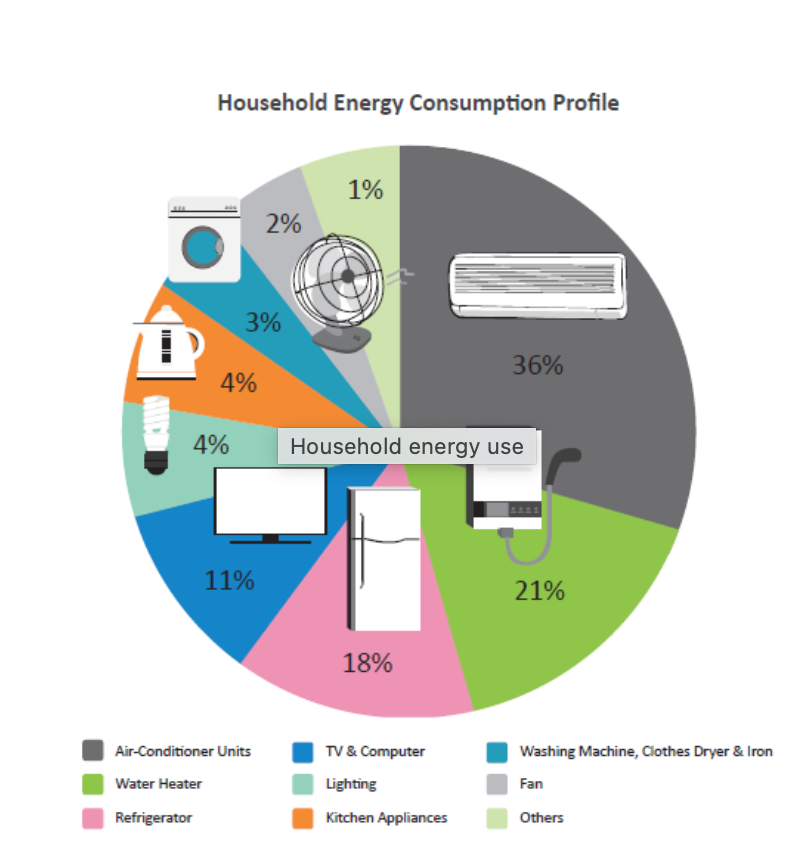 Household Energy Consumption Profile
1%
2%
36%
3%
4%
4%
Household energy use
11%
21%
18%
Air-Conditioner Units
TV & Computer
Washing Machine, Clothes Dryer & Iron
Water Heater
Lighting
Fan
Refrigerator
Kitchen Appliances
Others